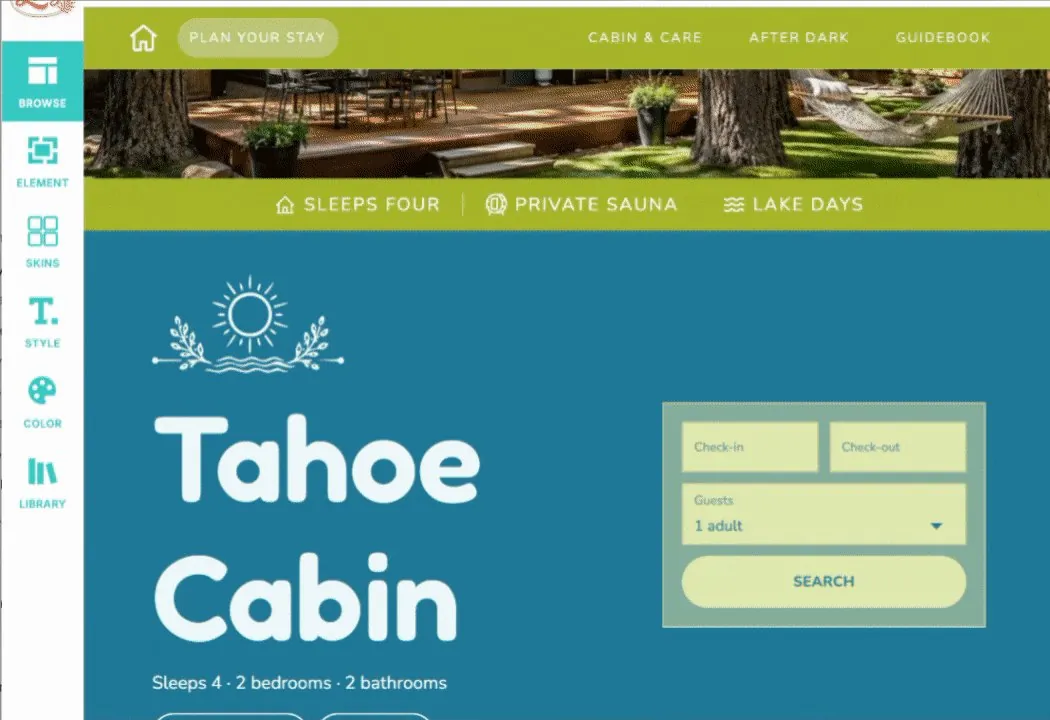 PLAN YOUR STAY
CABIN & CARE
AFTER DARK
GUIDEBOOK
BROWSE
ELEMENT
SKINS
STYLE
COLOR
LIBRARY
SLEEPS FOUR
PRIVATE SAUNA
LAKE DAYS
Tahoe
Cabin
Sleeps 4 · 2 bedrooms · 2 bathrooms
Check-in
Check-out
Guests
1 adult
SEARCH